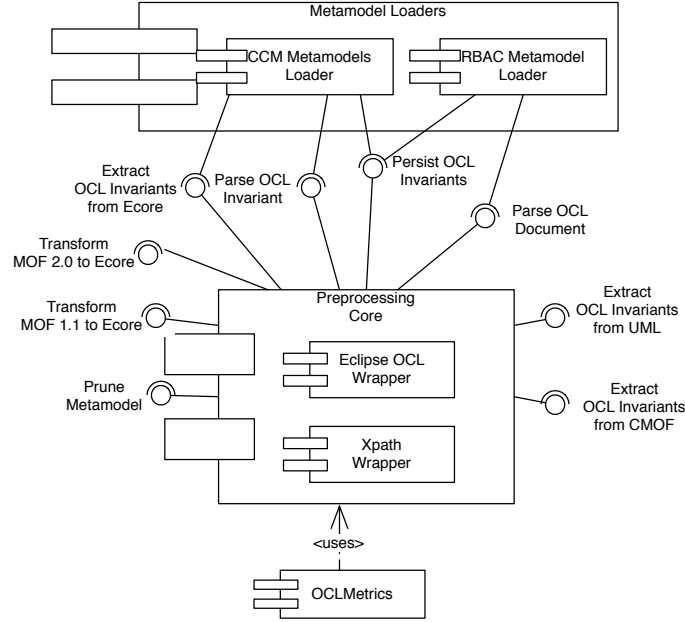 Metamodel Loaders
CCM Metamodels
Loader
RBAC Metamodel
Loader
Extract
OCL Invariants
from Ecore
Parse OCL
Invariant
Persist OCL
Invariants
Parse OCL
Document
Transform
MOF 2.0 to Ecore
Transform
MOF 1.1 to Ecore
Prune
Metamodel
Preprocessing
Core
Eclipse OCL
Wrapper
Xpath
Wrapper
Extract
OCL Invariants
from UML
Extract
OCL Invariants
from CMOF
<uses>
OCLMetrics